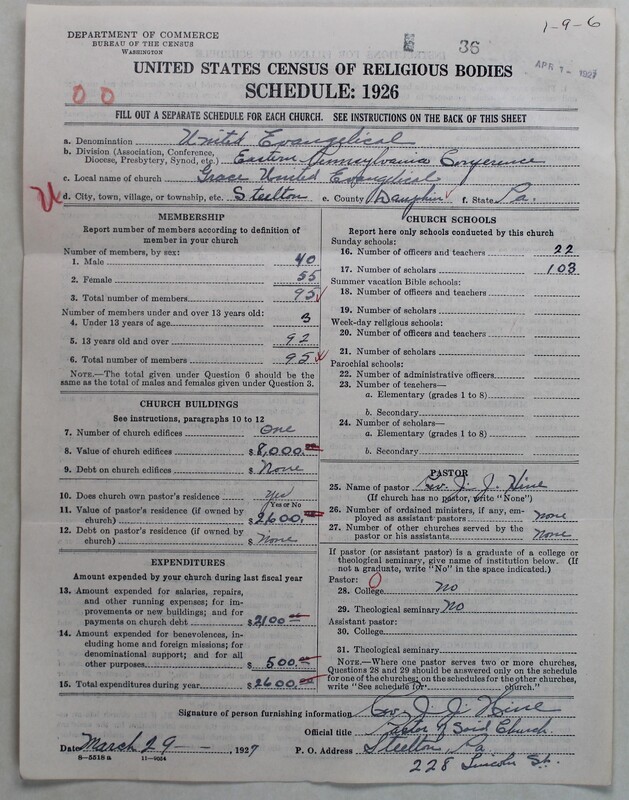 1-9-6
DEPARTMENT OF COMMERCE
BUREAU OF THE CENSUS
WASHINGTON
36
APR 1 - 1927
UNITED STATES CENSUS OF RELIGIOUS BODIES
SCHEDULE: 1926
00
FILL OUT A SEPARATE SCHEDULE FOR EACH CHURCH. SEE INSTRUCTIONS ON THE BACK OF THIS SHEET
a. Denomination United Evangelical
b. Division (Association, Conference, Diocese, Presbytery, Synod, etc.) Eastern Pennsylvania Conference
c. Local name of church Grace United Evangelical
d. City, town, village, or township, etc. Steelton e. County Dauphin f. State Pa.
MEMBERSHIP
Report number of members according to definition of
member in your church
Number of members, by sex:
1. Male 40
2. Female 55
3. Total number of members 95
Number of members under and over 13 years old:
4. Under 13 years of age 3
5. 13 years old and over 92
6. Total number of members 95
NOTE.—The total given under Question 6 should be
same as the total of males and females given under Question 3.
CHURCH BUILDINGS
See instructions, paragraphs 10 to 12
7. Number of church edifices One
8. Value of church edifices $ 8,000.00
9. Debt on church edifices $ None
10. Does church own pastor's residence yes
Yes or No
11. Value of pastor's residence (if owned by
church) $ 2600.00
12. Debt on pastor's residence (if owned by
church) $ None
EXPENDITURES
Amount expended by your church during last fiscal year
13. Amount expended for salaries, repairs,
and other running expenses; for im-
provements or new buildings; and for
payments on church debt $ 2100.00
14. Amount expended for benevolences, in-
cluding home and foreign missions; for
denominational support; and for all
other purposes $ 500.00
15. Total expenditures during year $ 2600.00
CHURCH SCHOOLS
Report here only schools conducted by this church
Sunday schools:
16. Number of officers and teachers 22
17. Number of scholars 103
Summer vacation Bible schools:
18. Number of officers and teachers
19. Number of scholars
Week-day religious schools:
20. Number of officers and teachers
21. Number of scholars
Parochial schools:
22. Number of administrative officers
23. Number of teachers—
a. Elementary (grades 1 to 8)
b. Secondary
24. Number of scholars—
a. Elementary (grades 1 to 8)
b. Secondary
PASTOR
25. Name of pastor Rev. J. J. Hine
(If church has no pastor, write "None")
26. Number of ordained ministers, if any, em-
ployed as assistant pastors none
27. Number of other churches served by the
pastor or his assistants none
If pastor (or assistant pastor) is a graduate of a college or
theological seminary, give name of institution below. (If
not a graduate, write "No" in the space indicated.)
Pastor: 0
28. College no
29. Theological seminary No
Assistant pastor:
30. College
31. Theological seminary
NOTE.—Where one pastor serves two or more churches,
Questions 28 and 29 should be answered only on the schedule
for one of the churches; on the schedules for the other churches,
write "See schedule for church."
Signature of person furnishing information Rev. J. J. Hine
Official title Pastor of Said Church
Date March 29 —, 1927 P. O. Address Steelton, Pa
8-5518 a 11-9034
228 Lincoln St.